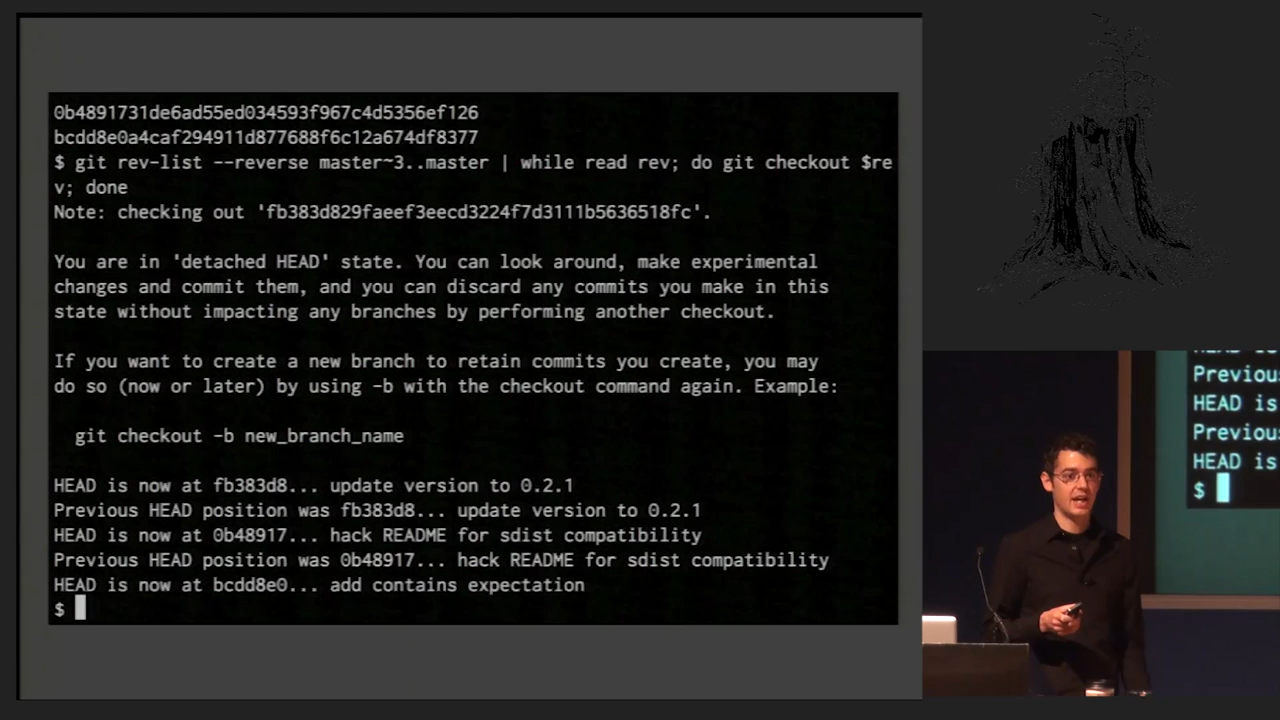 0b4891731de6ad55ed034593f967c4d5356ef126
bcdd8e0a4caf294911d877688f6c12a674df8377
$ git rev-list --reverse master~3..master | while read rev; do git checkout $re
v; done
Note: checking out 'fb383d829faeef3eecd3224f7d3111b5636518fc'.
You are in 'detached HEAD' state. You can look around, make experimental
changes and commit them, and you can discard any commits you make in this
state without impacting any branches by performing another checkout.
If you want to create a new branch to retain commits you create, you may
do so (now or later) by using -b with the checkout command again. Example:
git checkout -b new_branch_name
HEAD is now at fb383d8... update version to 0.2.1
Previous HEAD position was fb383d8... update version to 0.2.1
HEAD is now at 0b48917... hack README for sdist compatibility
Previous HEAD position was 0b48917... hack README for sdist compatibility
HEAD is now at bcdd8e0... add contains expectation
$
HEAD is
Previou
HEAD is
Previou
HEAD is
$